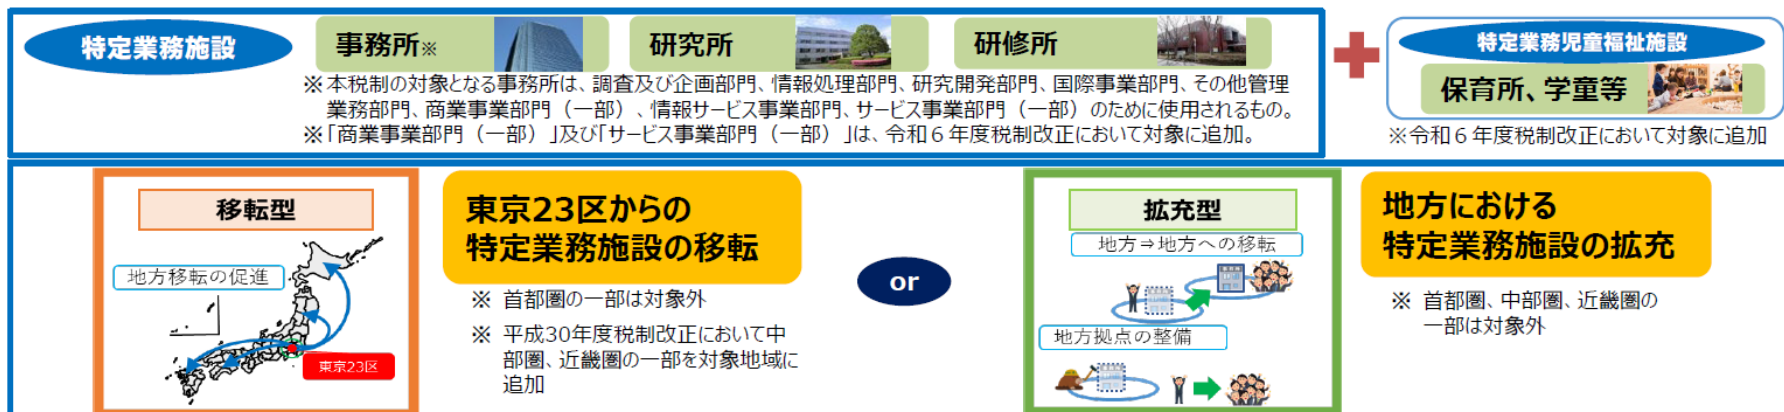 特定業務施設
事務所※
研究所
研修所
※本税制の対象となる事務所は、調査及び企画部門、情報処理部門、研究開発部門、国際事業部門、その他管理
業務部門、商業事業部門（一部）、情報サービス事業部門、サービス事業部門（一部）のために使用されるもの。
※「商業事業部門（一部）」及び「サービス事業部門（一部）」は、令和６年度税制改正において対象に追加。
特定業務児童福祉施設
保育所、学童等
※令和６年度税制改正において対象に追加
移転型
地方移転の促進
東京23区
東京23区からの
特定業務施設の移転
※ 首都圏の一部は対象外
※ 平成30年度税制改正において中
部圏、近畿圏の一部を対象地域に
追加
or
拡充型
地方⇒地方への移転
地方拠点の整備
地方における
特定業務施設の拡充
※ 首都圏、中部圏、近畿圏の
一部は対象外